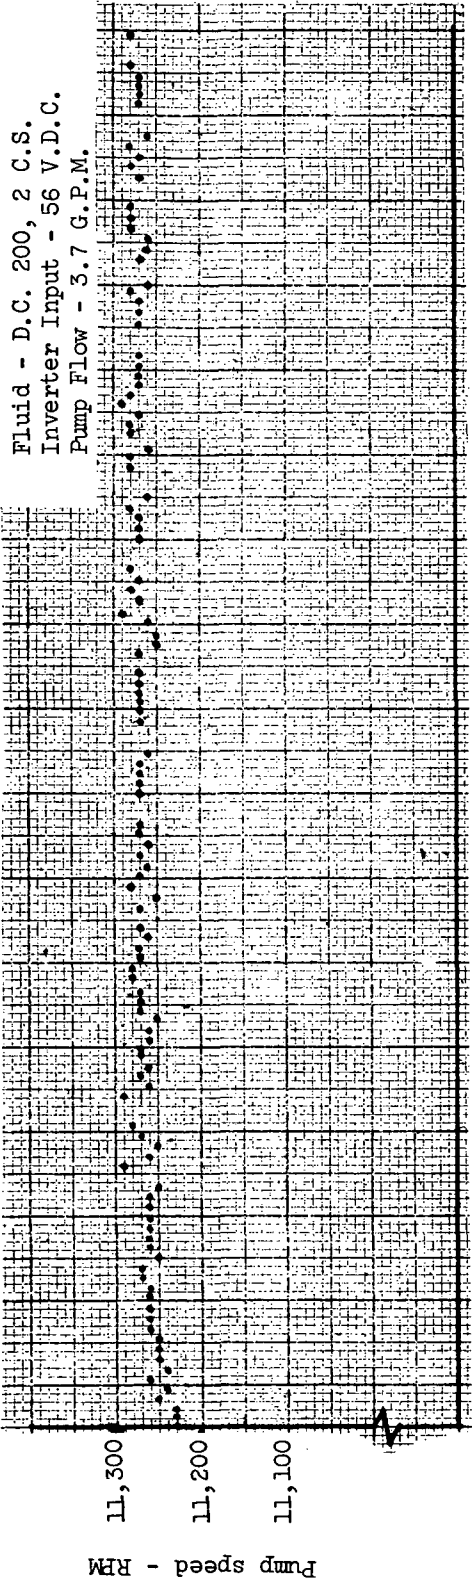 Fluid - D.C. 200, 2 C.S.
Inverter Input - 56 V.D.C.
Pump Flow - 3.7 G.P.M.
11,300
11,200
11,100
Pump speed - RPM